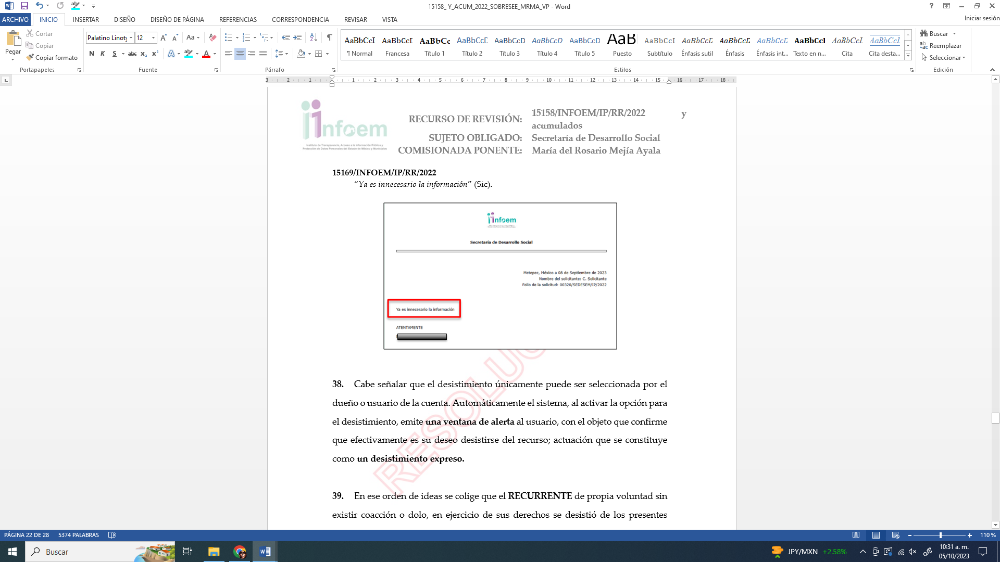 15158_ Y_ACUM_2022_SOBRESEE_MRMA_VP - Word
ARCHIVO INICIO INSERTAR DISEÑO DISEÑO DE PÁGINA REFERENCIAS CORRESPONDENCIA REVISAR VISTA Iniciar sesión
Pegar
Cortar
Copiar
Copiar formato
Portapapeles
Palatino Linoty 12
Fuente
Párrafo
AaBbCcI AaBbCcI AaBbCc AaBbCcD AaBbCcD AaBbCcD AaBbCcD AaB AaBbCcI AaBbCcD AaBbCcD AaBbCcD AaBbCcI AaBbCcI AaBbCcI
¶ Normal Francesa Título 1 Título 2 Título 3 Título 4 Título 5 Puesto Subtítulo Énfasis sutil Énfasis Énfasis int... Texto en n... Cita Cita desta...
Estilos
Buscar
Reemplazar
Seleccionar
Edición
3 2 1 1 2 3 4 5 6 7 8 9 10 11 12 13 14 15 16 17 18
infoem
Instituto de Transparencia, Acceso a la Información Pública y
Protección de Datos Personales del Estado de México y Municipios
RECURSO DE REVISIÓN: 15158/INFOEM/IP/RR/2022 y
acumulados
SUJETO OBLIGADO: Secretaría de Desarrollo Social
COMISIONADA PONENTE: María del Rosario Mejía Ayala
15169/INFOEM/IP/RR/2022
“Ya es innecesario la información” (Sic).
infoem
Secretaría de Desarrollo Social
Metepec, México a 08 de Septiembre de 2023
Nombre del solicitante: C. Solicitante
Folio de la solicitud: 00320/SEDESEM/IP/2022
Ya es innecesario la información
ATENTAMENTE
RESOLUC
38. Cabe señalar que el desistimiento únicamente puede ser seleccionada por el
dueño o usuario de la cuenta. Automáticamente el sistema, al activar la opción para
el desistimiento, emite una ventana de alerta al usuario, con el objeto que confirme
que efectivamente es su deseo desistirse del recurso; actuación que se constituye
como un desistimiento expreso.
39. En ese orden de ideas se colige que el RECURRENTE de propia voluntad sin
existir coacción o dolo, en ejercicio de sus derechos se desistió de los presentes
PÁGINA 22 DE 28 5374 PALABRAS 110 %
Buscar
JPY/MXN +2.58%
10:31 a. m.
05/10/2023